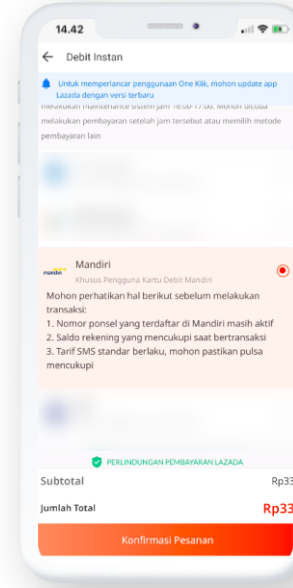 14.42
Debit Instan
Untuk memperlancar penggunaan One Klik, mohon update app
Lazada dengan versi terbaru
melakukan maintenance sistem jam 16.00-17.00. Mohon dicoba
melakukan pembayaran setelah jam tersebut atau memilih metode
pembayaran lain
mandiri
Mandiri
Khusus Pengguna Kartu Debit Mandiri
Mohon perhatikan hal berikut sebelum melakukan
transaksi:
1. Nomor ponsel yang terdaftar di Mandiri masih aktif
2. Saldo rekening yang mencukupi saat bertransaksi
3. Tarif SMS standar berlaku, mohon pastikan pulsa
mencukupi
PERLINDUNGAN PEMBAYARAN LAZADA
Subtotal Rp33
Jumlah Total Rp33
Konfirmasi Pesanan